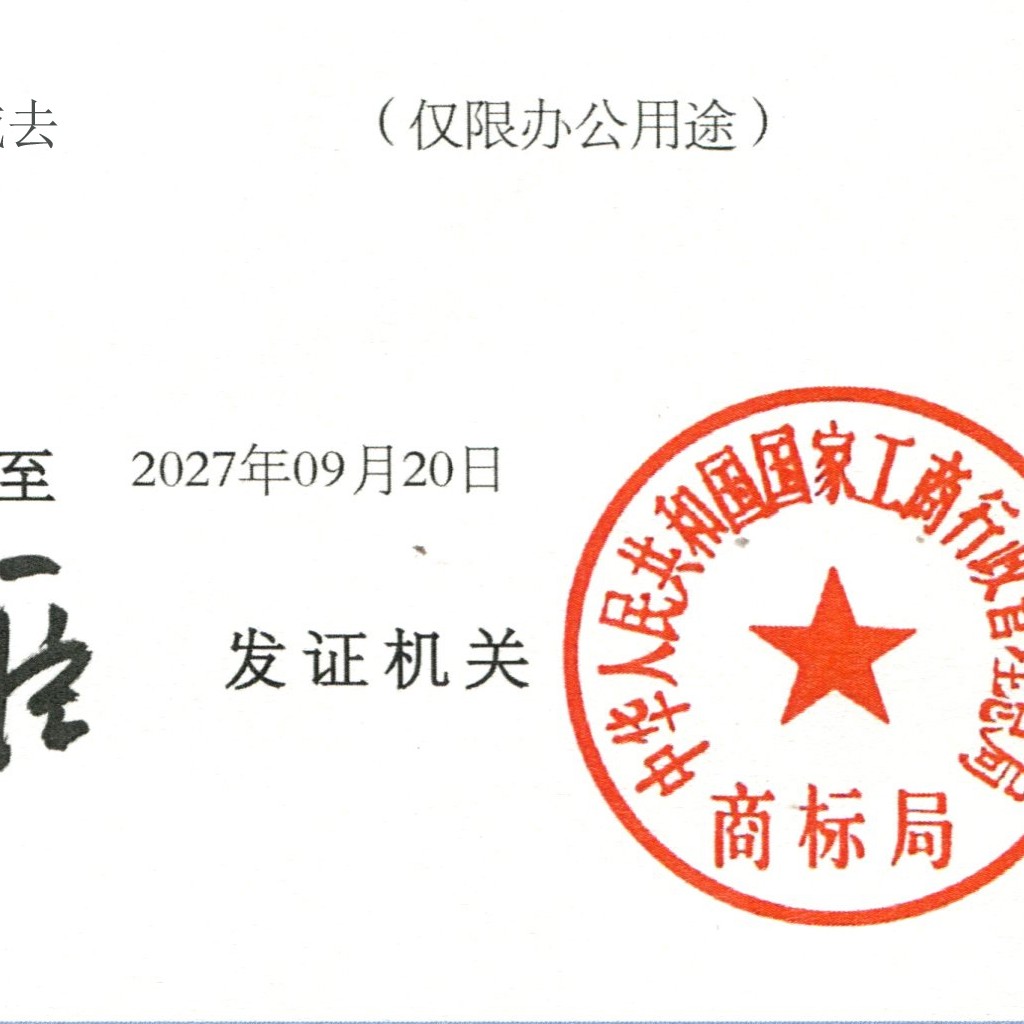 去 （仅限办公用途）
至 2027年09月20日
发证机关
中华人民共和国国家工商行政管理总局
商标局